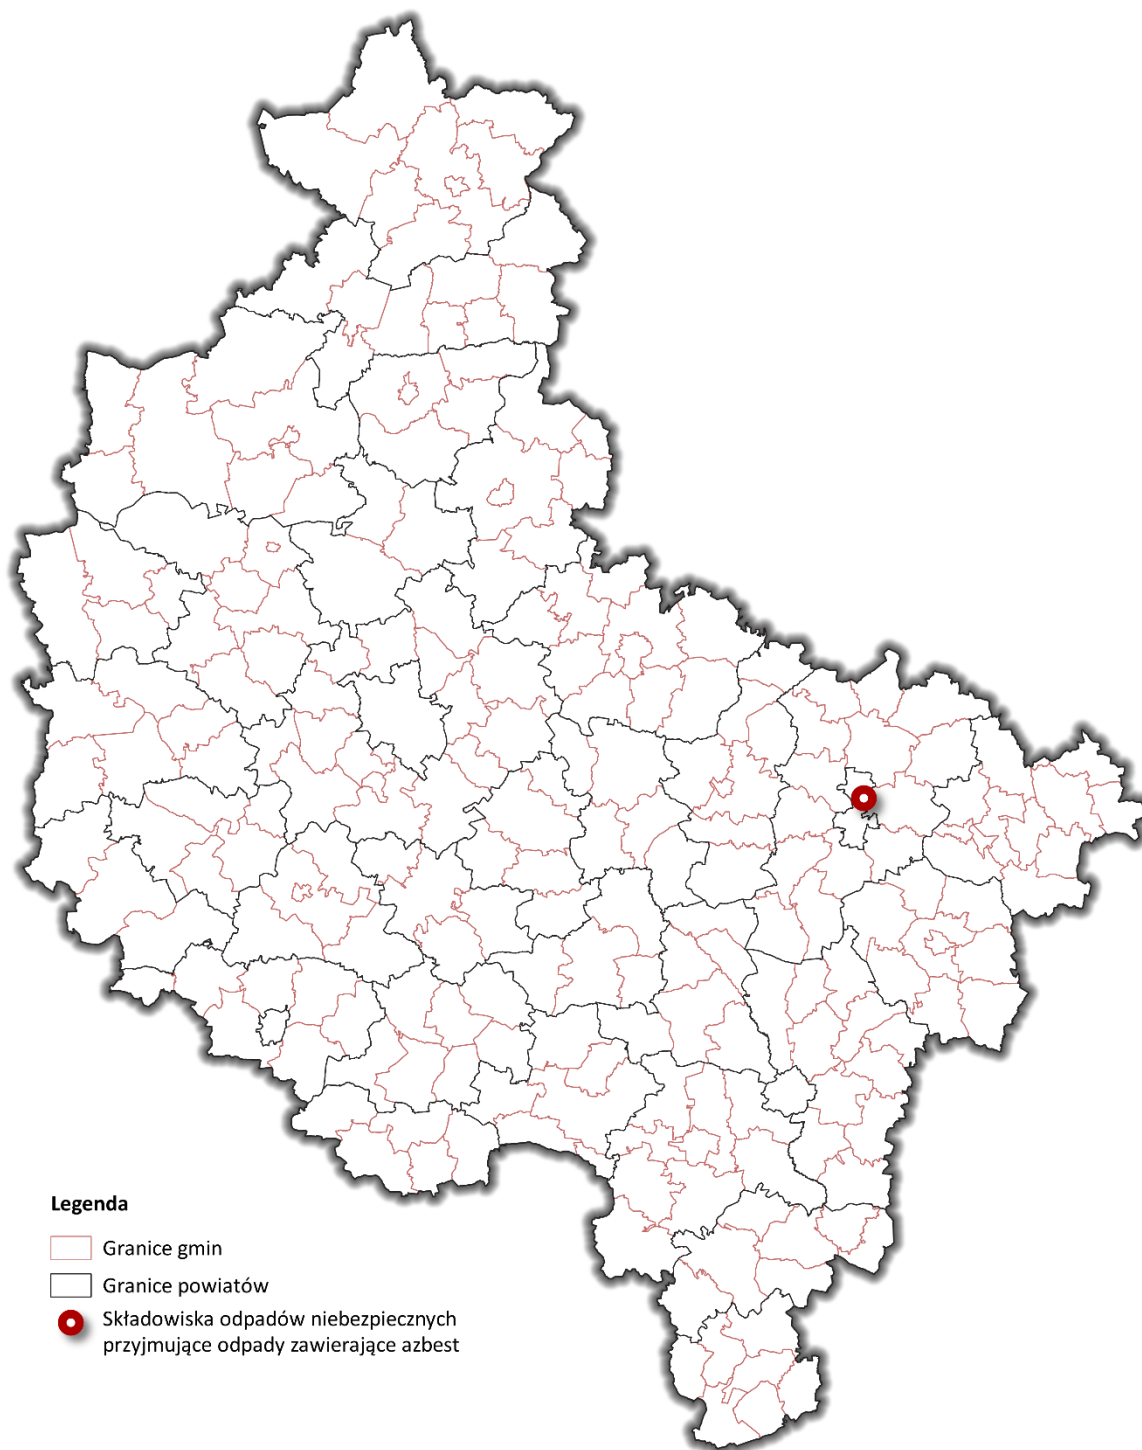 Legenda
Granice gmin
Granice powiatów
Składowiska odpadów niebezpiecznych
przyjmujące odpady zawierające azbest